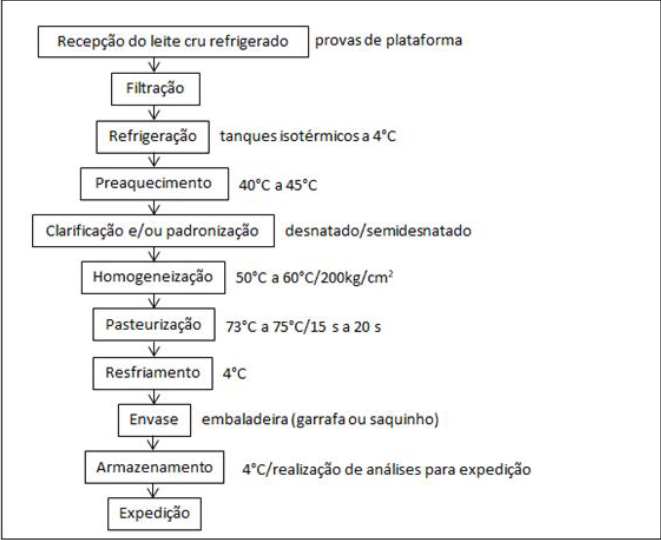 Recepção do leite cru refrigerado provas de plataforma
Filtração
Refrigeração tanques isotérmicos a 4°C
Preaquecimento 40°C a 45°C
Clarificação e/ou padronização desnatado/semidesnatado
Homogeneização 50°C a 60°C/200kg/cm²
Pasteurização 73°C a 75°C/15 s a 20 s
Resfriamento 4°C
Envase embaladeira (garrafa ou saquinho)
Armazenamento 4°C/realização de análises para expedição
Expedição